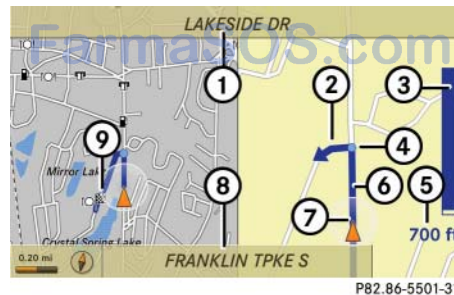 LAKESIDE DR
FarmasOS.com
1
2
3
9
4
Mirror Lake
8
6
5
7
700 ft
Crystal Spring Lake
0.20 mi
FRANKLIN TPKE S
P82.86-5501-31